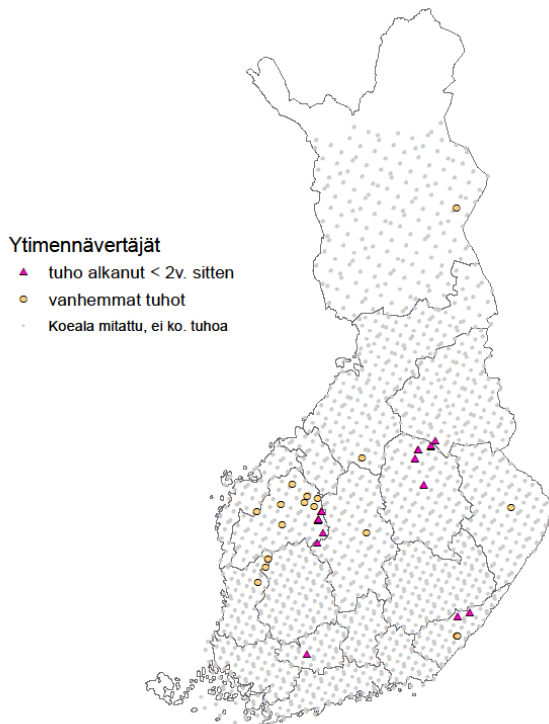 Ytimennävertäjät
tuho alkanut < 2v. sitten
vanhemmat tuhot
Koeala mitattu, ei ko. tuhoa